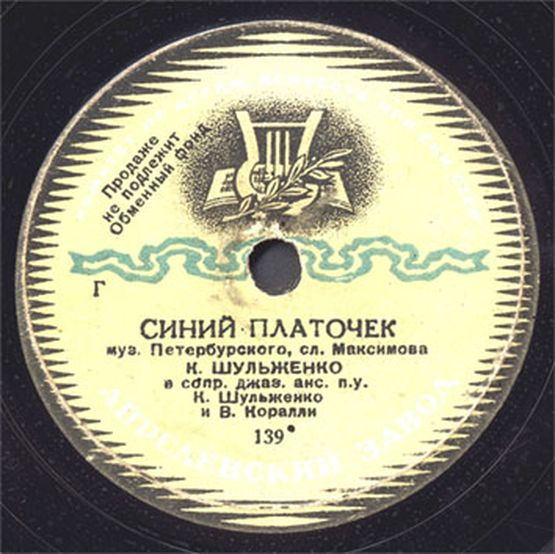 Продаже
не подлежит
Обменный фонд
Г
СИНИЙ ПЛАТОЧЕК
муз. Петербурского, сл. Максимова
К. ШУЛЬЖЕНКО
в сопр. джаз. анс. п.у.
К. Шульженко
и В. Коралли
139
АПРЕЛЕВСКИЙ ЗАВОД